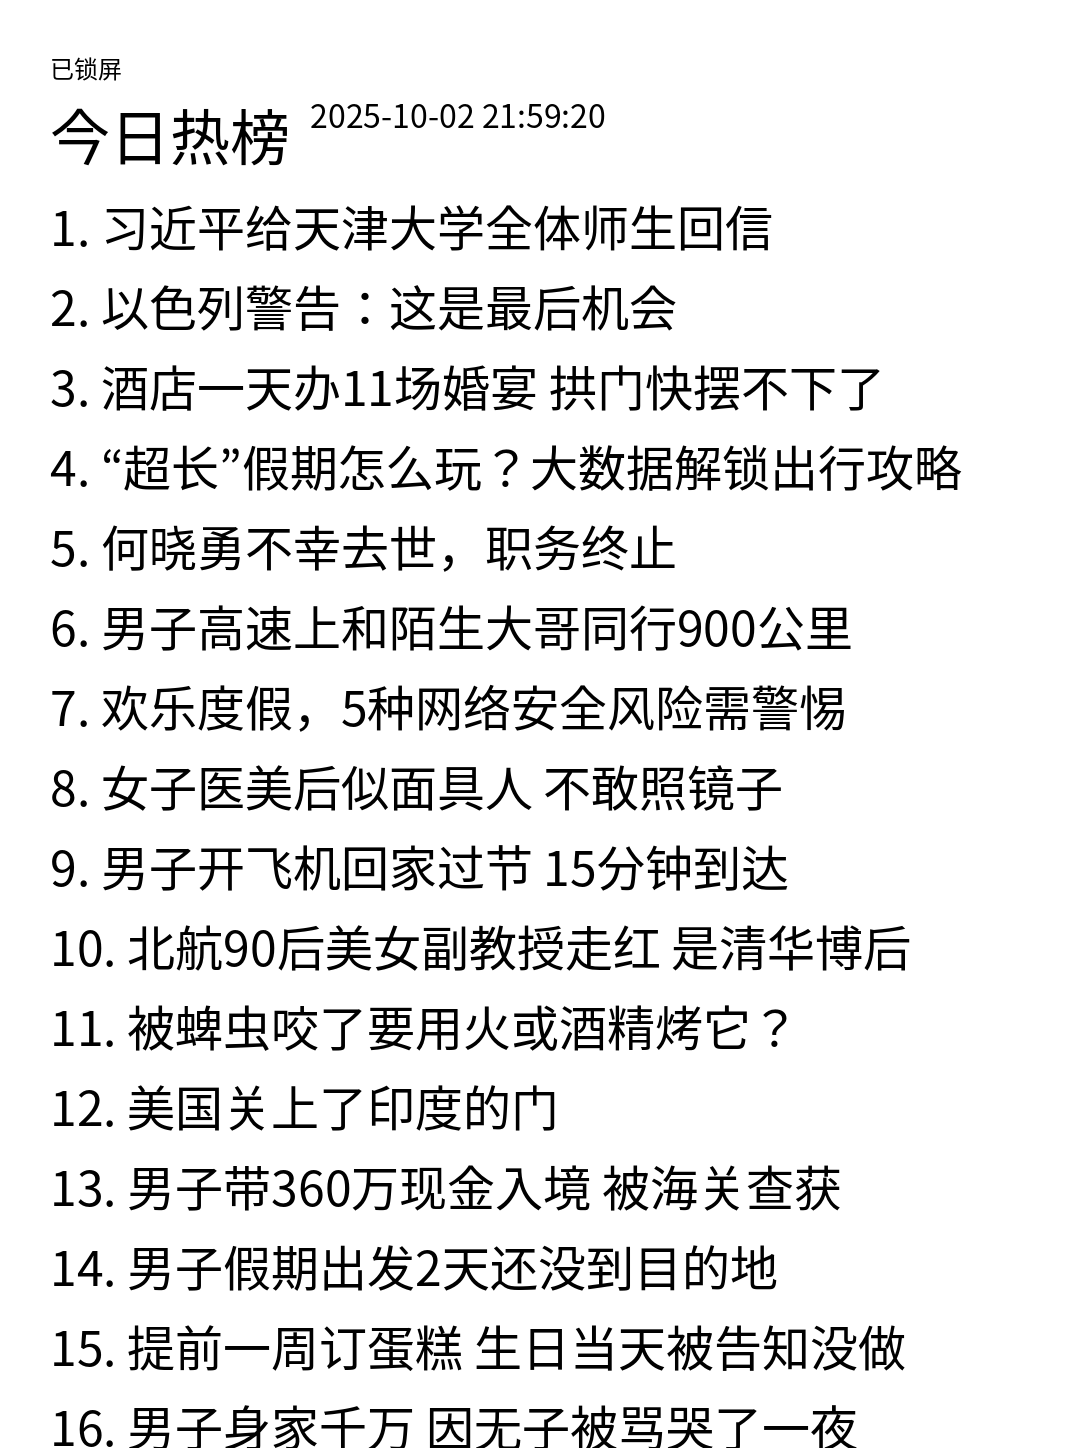 已锁屏
今日热榜 2025-10-02 21:59:20
1. 习近平给天津大学全体师生回信
2. 以色列警告：这是最后机会
3. 酒店一天办11场婚宴 拱门快摆不下了
4. “超长”假期怎么玩？大数据解锁出行攻略
5. 何晓勇不幸去世，职务终止
6. 男子高速上和陌生大哥同行900公里
7. 欢乐度假，5种网络安全风险需警惕
8. 女子医美后似面具人 不敢照镜子
9. 男子开飞机回家过节 15分钟到达
10. 北航90后美女副教授走红 是清华博后
11. 被蜱虫咬了要用火或酒精烤它？
12. 美国关上了印度的门
13. 男子带360万现金入境 被海关查获
14. 男子假期出发2天还没到目的地
15. 提前一周订蛋糕 生日当天被告知没做
16. 男子身家千万 因无子被骂哭了一夜